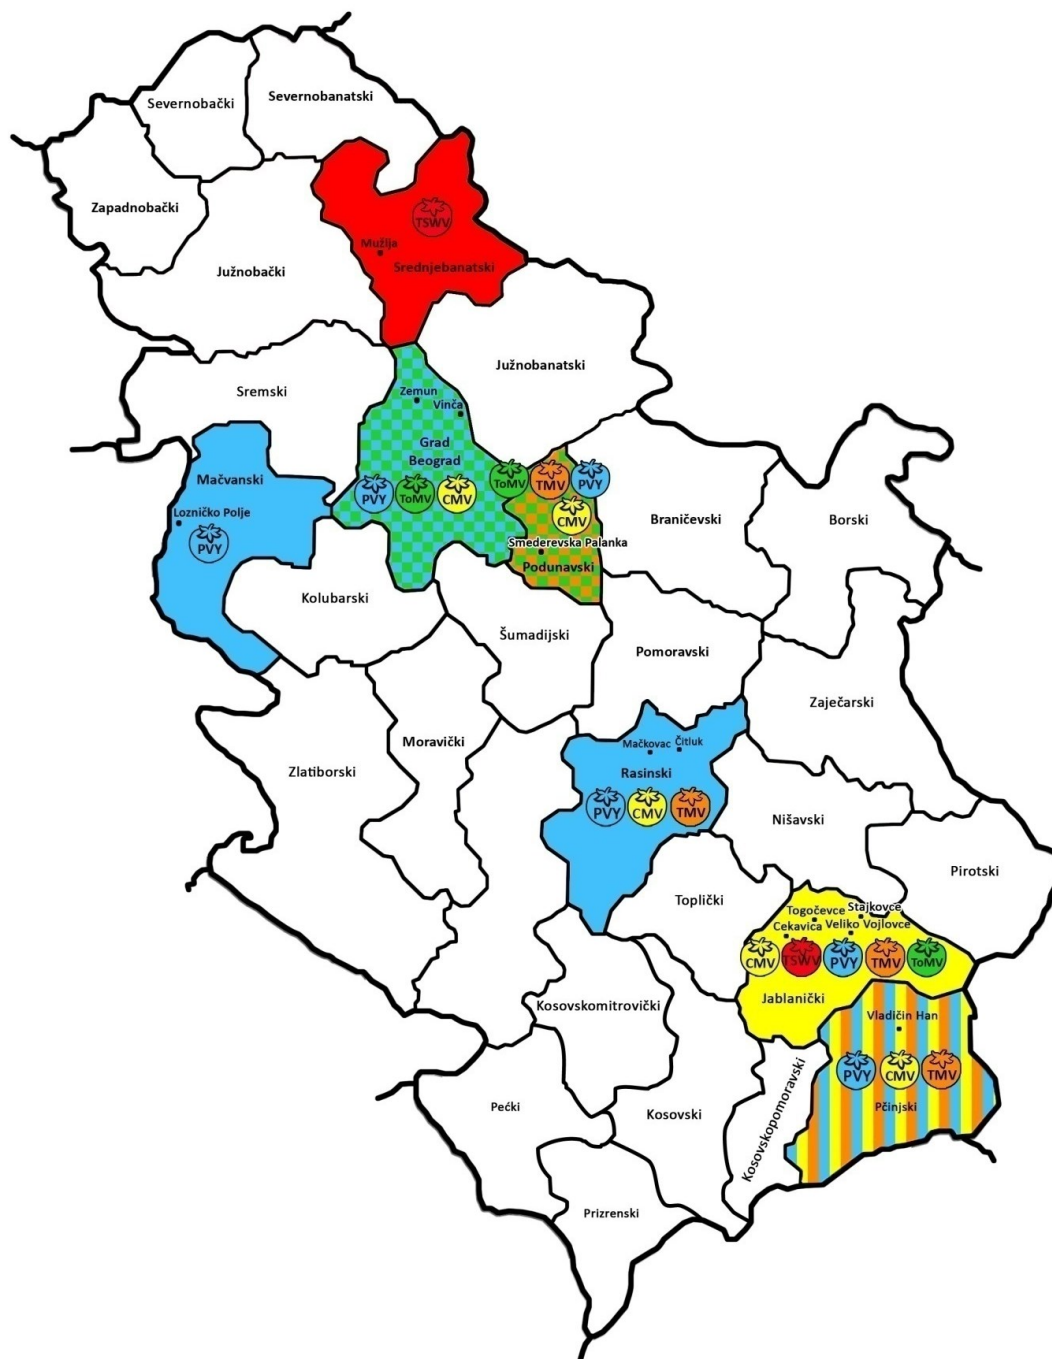 Severnobački
Severnobanatski
Zapadnobački
TSWV
Mužija
Srednjebanatski
Južnobački
Južnobanatski
Sremski
Zemun
Vinča
Grad
Beograd
PVY ToMV CMV
ToMV TMV PVY
CMV
Mačvanski
Lozničko Polje
PVY
Smederevska Palanka
Podunavski
Braničevski
Borski
Kolubarski
Šumadijski
Pomoravski
Zaječarski
Moravički
Zlatiborski
Mačkovac
Čitluk
Rasinski
PVY CMV TMV
Nišavski
Pirotski
Toplički
Togočevce
Stajkovce
Cekavica
Veliko Vojlovce
CMV TSWV PVY TMV ToMV
Jablanički
Kosovskomitrovički
Vladičin Han
PVY CMV TMV
Pčinjski
Kosovskopomoravski
Pećki
Kosovski
Prizrenski